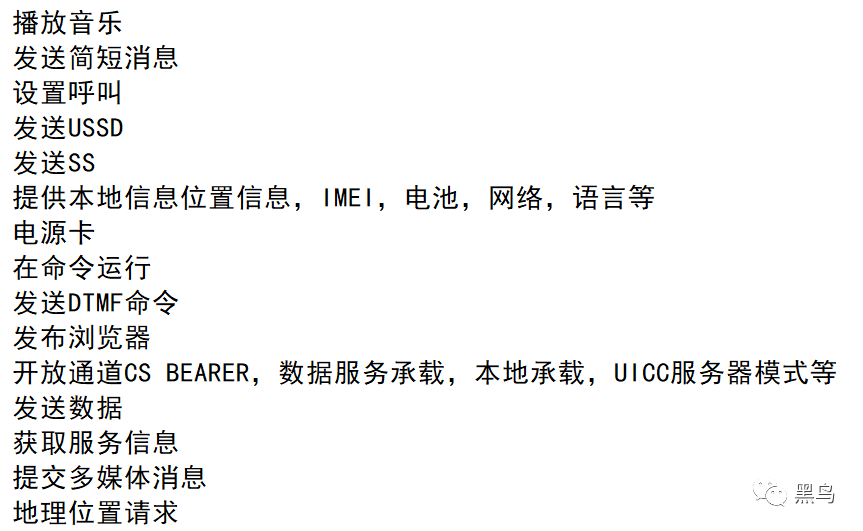 播放音乐
发送简短消息
设置呼叫
发送USSD
发送SS
提供本地信息位置信息，IMEI，电池，网络，语言等
电源卡
在命令运行
发送DTMF命令
发布浏览器
开放通道CS BEARER，数据服务承载，本地承载，UICC服务器模式等
发送数据
获取服务信息
提交多媒体消息
地理位置请求
黑鸟